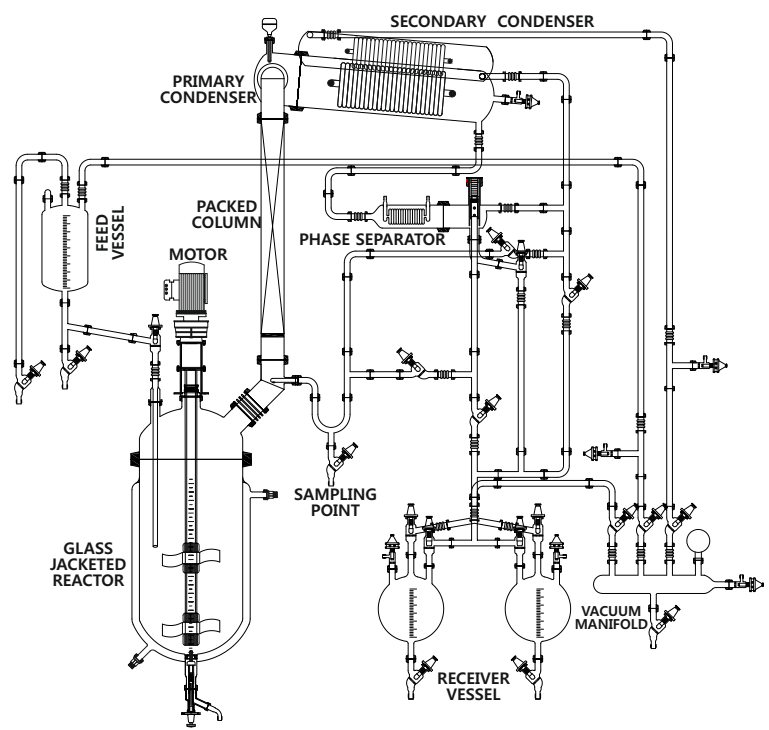 SECONDARY CONDENSER
PRIMARY
CONDENSER
PACKED
COLUMN
FEED
VESSEL
PHASE SEPARATOR
MOTOR
SAMPLING
POINT
GLASS
JACKETED
REACTOR
VACUUM
MANIFOLD
RECEIVER
VESSEL